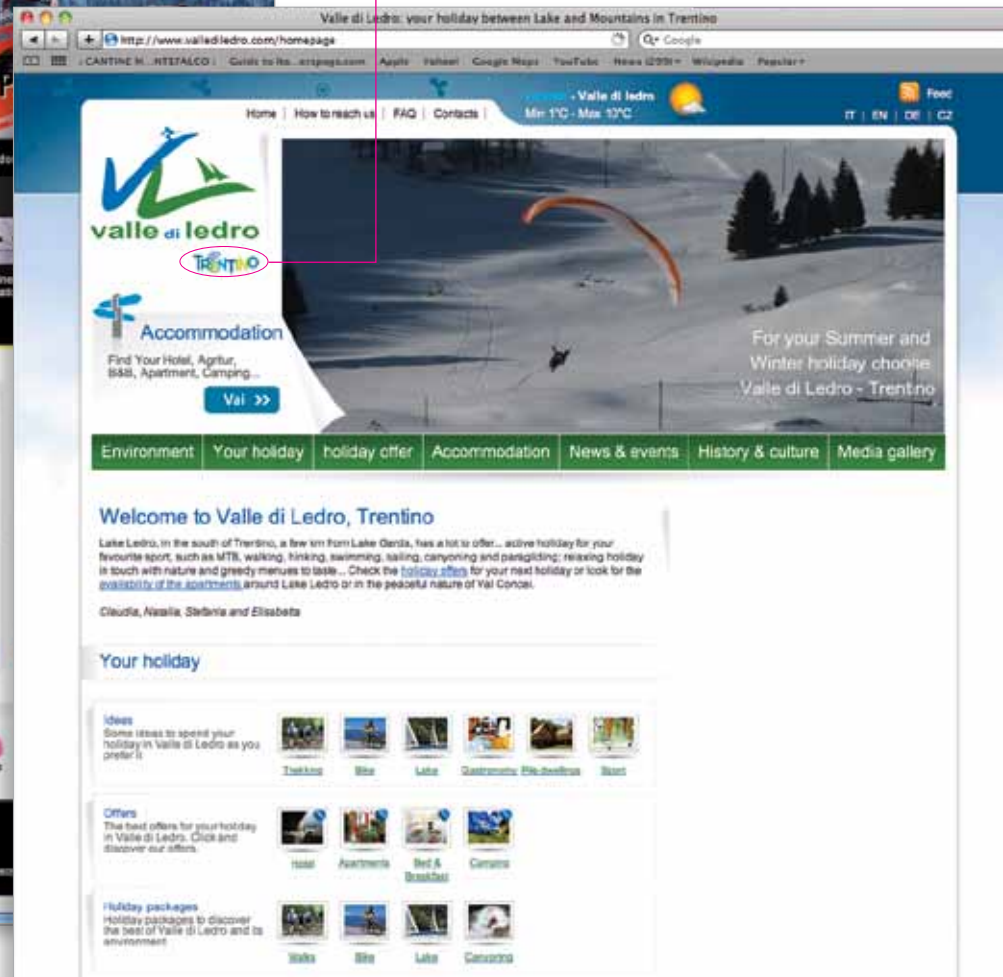 Valle di Ledro: your holiday between Lake and Mountains in Trentino
http://www.vallediledro.com/homepage
Google
CANTINE M...NTEFALCO Guide to Apple Yahoo! Google Maps YouTube News Wikipedia Popular
Home | How to reach us | FAQ | Contacts |
- Valle di ledro
Min 1°C - Max 10°C
Feed
IT | EN | DE | CZ
valle di ledro
TRENTINO
Accommodation
Find Your Hotel, Agritur,
B&B, Apartment, Camping...
Vai >>
For your Summer and
Winter holiday choose
Valle di Ledro - Trentino
Environment Your holiday holiday offer Accommodation News & events History & culture Media gallery
Welcome to Valle di Ledro, Trentino
Lake Ledro, in the south of Trentino, a few km from Lake Garda, has a lot to offer... active holiday for your
favourite sport, such as MTB, walking, hinking, swimming, sailing, canyoning and paragliding; relaxing holiday
in touch with nature and greedy menues to taste... Check the holiday offers for your next holiday or look for the
availability of the apartments around Lake Ledro or in the peaceful nature of Val Concei.
Claudia, Natalia, Stefania and Elisabetta
Your holiday
Ideas
Some ideas to spend your
holiday in Valle di Ledro as you
prefer it
Trekking Bike Lake Gastronomy Pile-dwellings Sport
Offers
The best offers for your holiday
in Valle di Ledro. Click and
discover our offers.
Hotel Apartments Bed &
Breakfast Camping
Holiday packages
Holiday packages to discover
the best of Valle di Ledro and its
environment
Walks Bike Lake Canyoning